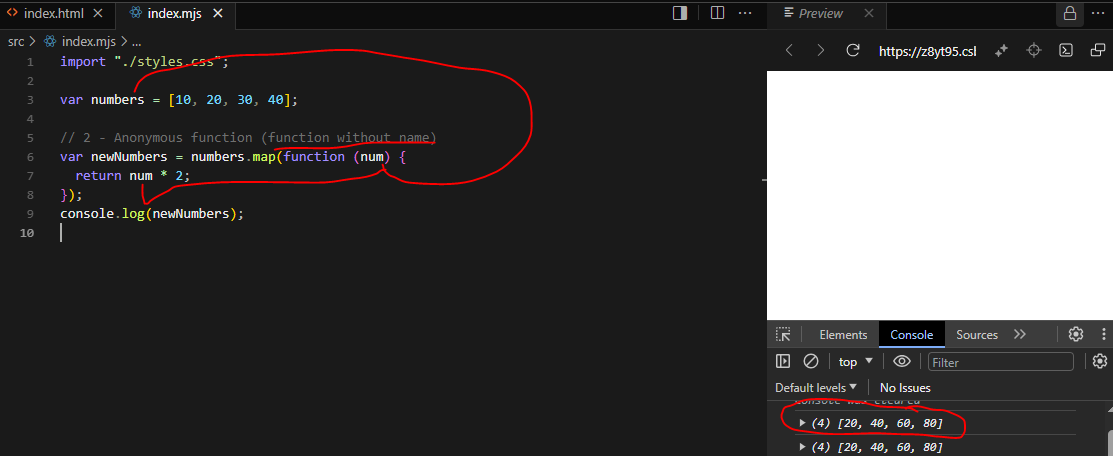 index.html
index.mjs
Preview
src > index.mjs > ...
https://z8yt95.csl
1 import "./styles.css";
2
3 var numbers = [10, 20, 30, 40];
4
5 // 2 - Anonymous function (function without name)
6 var newNumbers = numbers.map(function (num) {
7 return num * 2;
8 });
9 console.log(newNumbers);
10
Elements Console Sources
top Filter
Default levels No Issues
Console was cleared
(4) [20, 40, 60, 80]
(4) [20, 40, 60, 80]